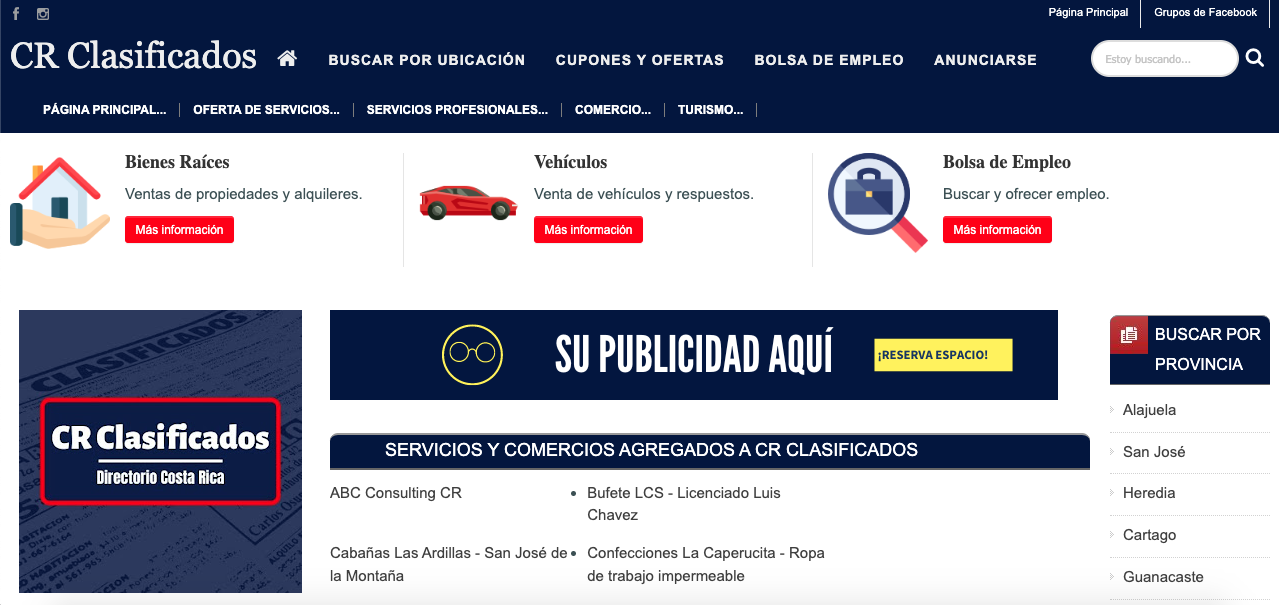 Página Principal
Grupos de Facebook
CR Clasificados
BUSCAR POR UBICACIÓN
CUPONES Y OFERTAS
BOLSA DE EMPLEO
ANUNCIARSE
Estoy buscando...
PÁGINA PRINCIPAL...
OFERTA DE SERVICIOS...
SERVICIOS PROFESIONALES...
COMERCIO...
TURISMO...
Bienes Raíces
Ventas de propiedades y alquileres.
Más información
Vehículos
Venta de vehículos y respuestos.
Más información
Bolsa de Empleo
Buscar y ofrecer empleo.
Más información
CLASIFICADOS
CR Clasificados
Directorio Costa Rica
SU PUBLICIDAD AQUÍ
¡RESERVA ESPACIO!
SERVICIOS Y COMERCIOS AGREGADOS A CR CLASIFICADOS
ABC Consulting CR
Bufete LCS - Licenciado Luis
Chavez
Cabañas Las Ardillas - San José de
la Montaña
Confecciones La Caperucita - Ropa
de trabajo impermeable
BUSCAR POR
PROVINCIA
Alajuela
San José
Heredia
Cartago
Guanacaste